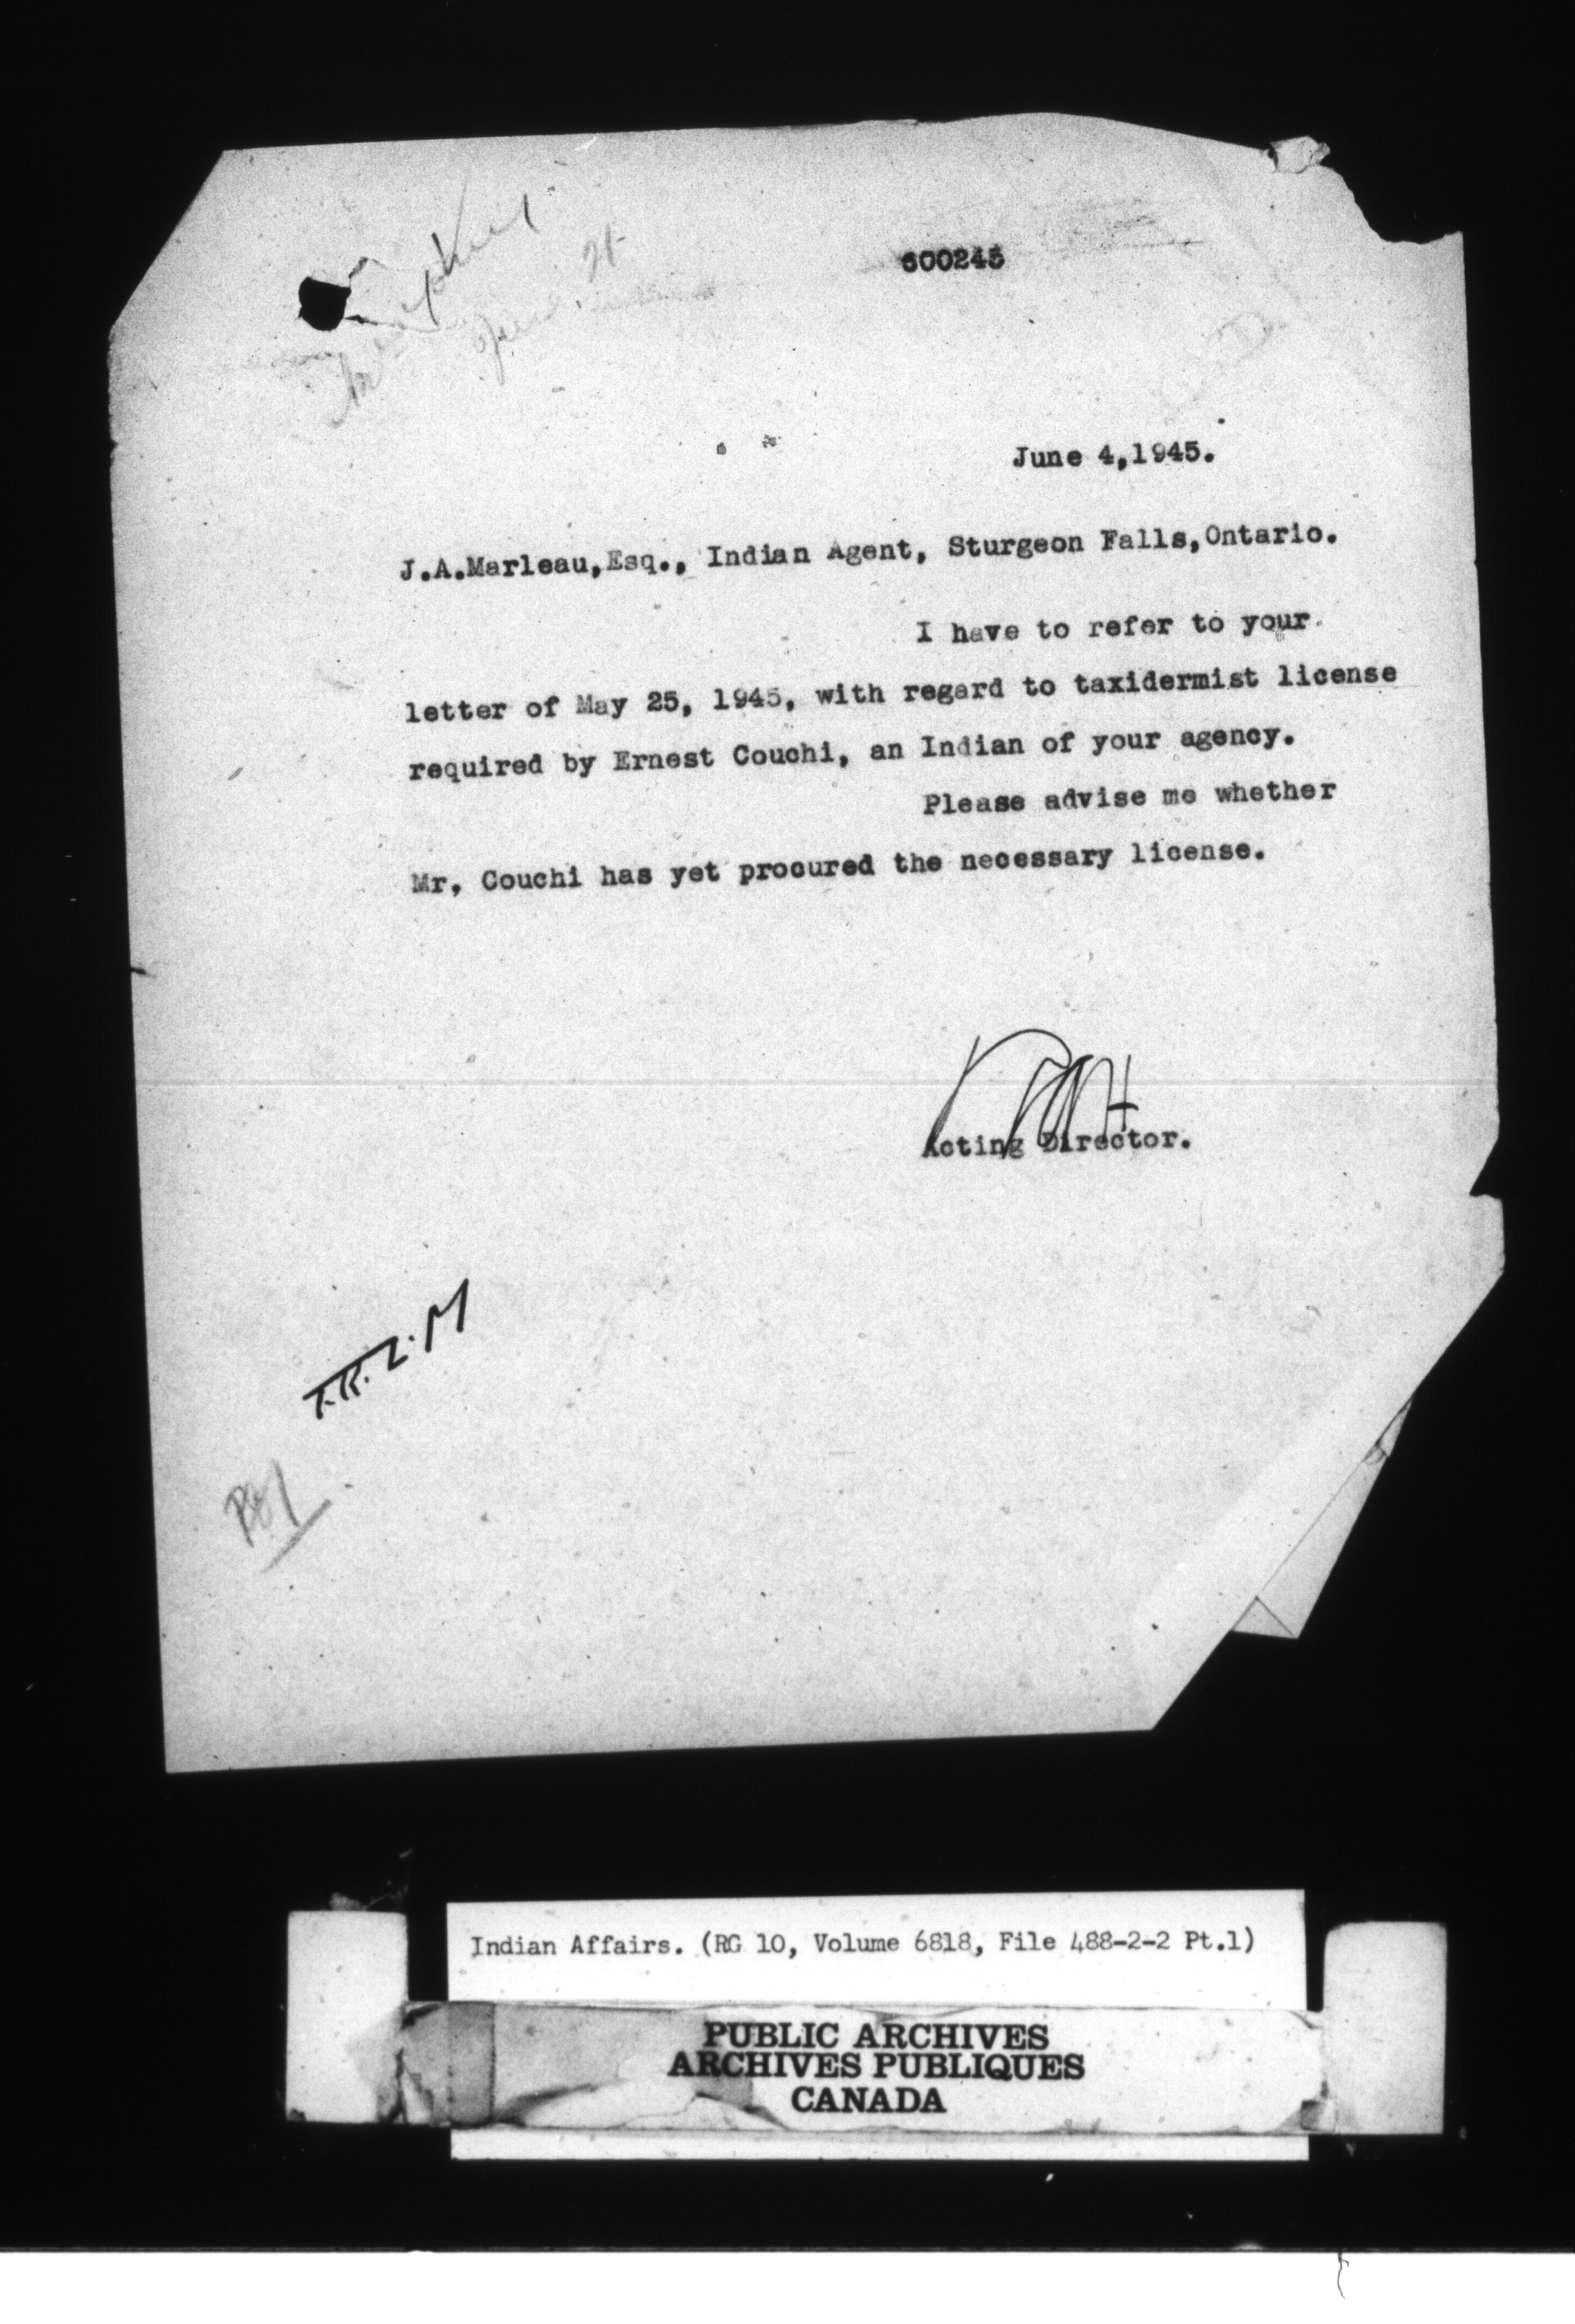 600245
June 4,1945.
J.A.Marleau,Esq., Indian Agent, Sturgeon Falls,Ontario.
I have to refer to your
letter of May 25, 1945, with regard to taxidermist license
required by Ernest Couchi, an Indian of your agency.
Please advise me whether
Mr. Couchi has yet procured the necessary license.
Acting Director.
Indian Affairs. (RG 10, Volume 6818, File 488-2-2 Pt.1)
PUBLIC ARCHIVES
ARCHIVES PUBLIQUES
CANADA